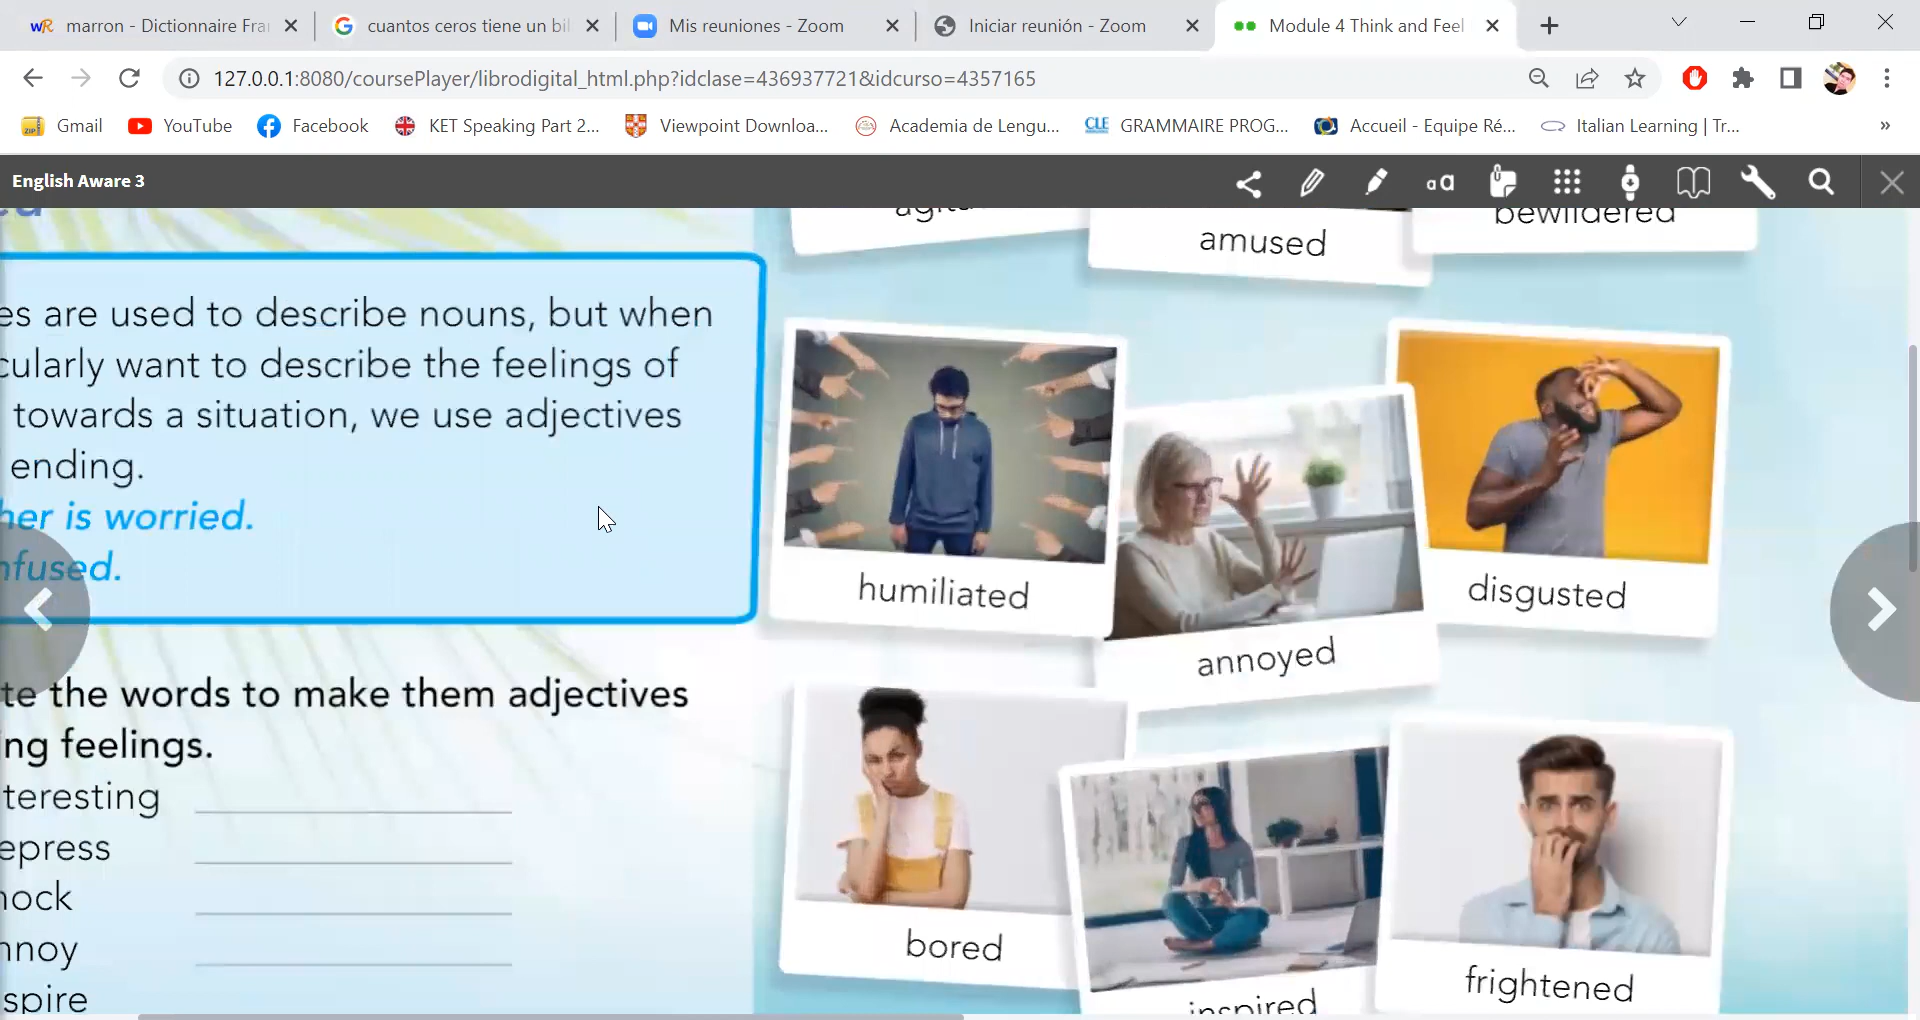 marron - Dictionnaire Fra
cuantos ceros tiene un bil
Mis reuniones - Zoom
Iniciar reunión - Zoom
Module 4 Think and Feel
127.0.0.1:8080/coursePlayer/librodigital_html.php?idclase=436937721&idcurso=4357165
Gmail
YouTube
Facebook
KET Speaking Part 2...
Viewpoint Downloa...
Academia de Lengu...
CLE GRAMMAIRE PROG...
Accueil - Equipe Ré...
Italian Learning | Tr...
»
English Aware 3
aa
amused
bewildered
es are used to describe nouns, but when
cularly want to describe the feelings of
towards a situation, we use adjectives
ending.
her is worried.
nfused.
humiliated
annoyed
disgusted
te the words to make them adjectives
ing feelings.
teresting
epress
hock
nnoy
spire
bored
inspired
frightened